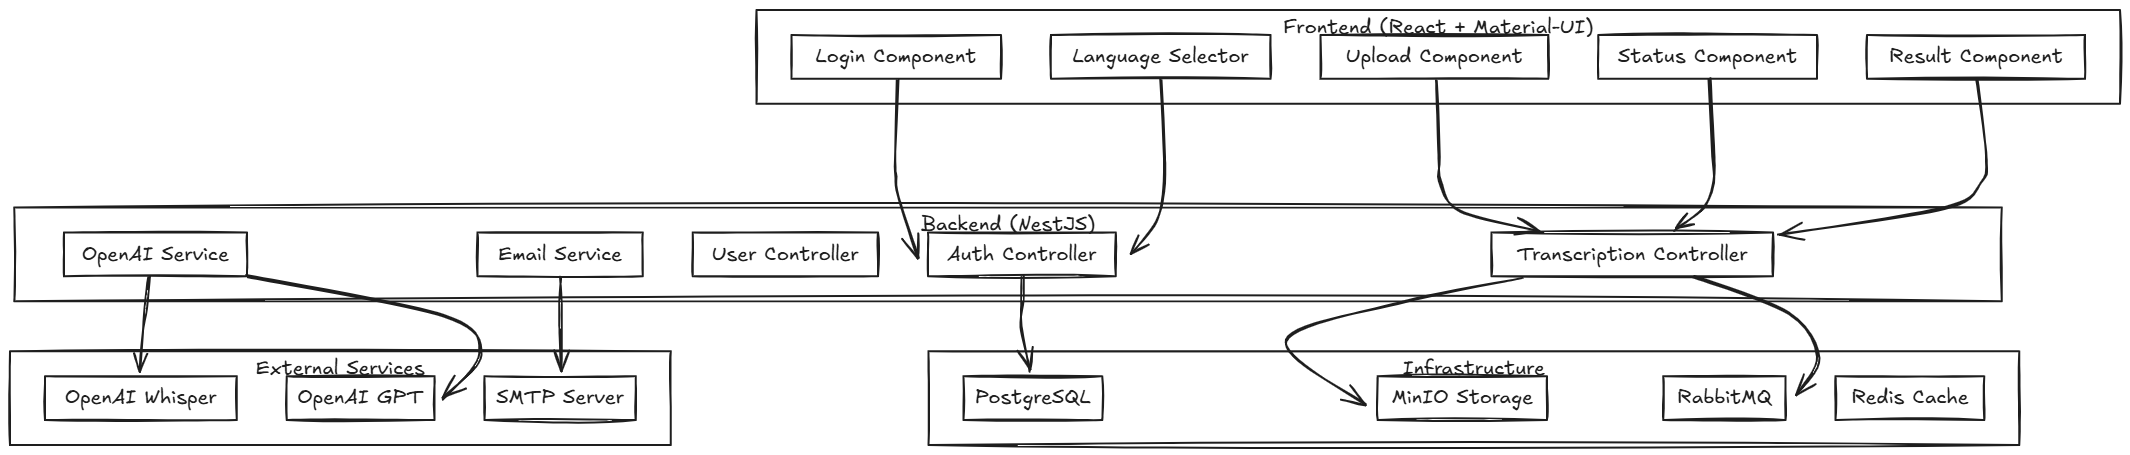 Frontend (React + Material-UI)
Login Component
Language Selector
Upload Component
Status Component
Result Component
Backend (NestJS)
OpenAI Service
Email Service
User Controller
Auth Controller
Transcription Controller
External Services
OpenAI Whisper
OpenAI GPT
SMTP Server
Infrastructure
PostgreSQL
MinIO Storage
RabbitMQ
Redis Cache